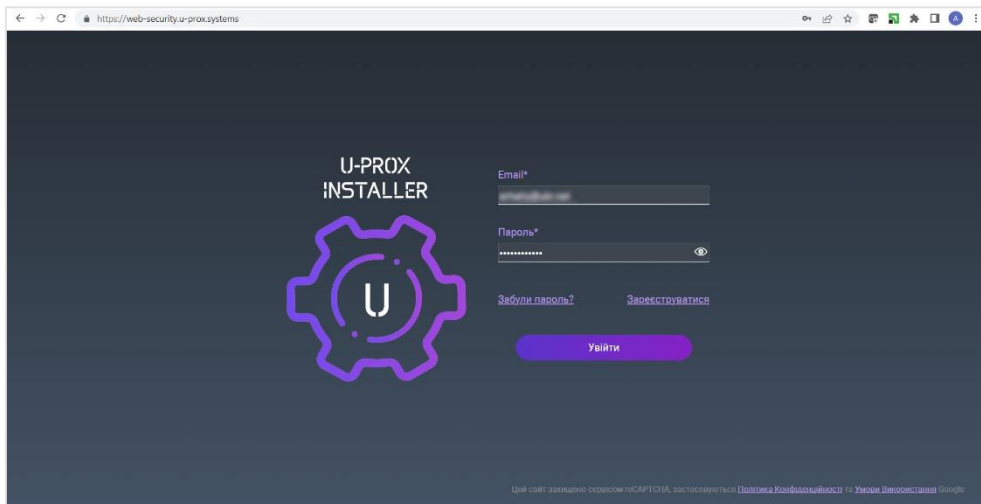 https://web-security.u-prox.systems
A
U-PROX
INSTALLER
U
Email*
Пароль*
Забули пароль? Зареєструватися
Увійти
Цей сайт захищено сервісом reCAPTCHA, застосовуються Політика Конфіденційності та Умови Використання Google